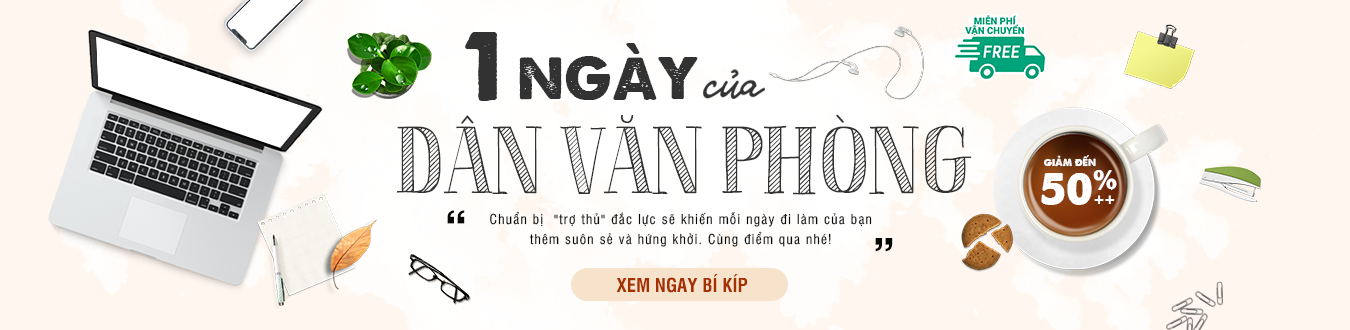 1 NGÀY của
DÂN VĂN PHÒNG
“ Chuẩn bị "trợ thủ" đắc lực sẽ khiến mỗi ngày đi làm của bạn
thêm suôn sẻ và hứng khởi. Cùng điểm qua nhé! ”
XEM NGAY BÍ KÍP
MIỄN PHÍ
VẬN CHUYỂN
FREE
GIẢM ĐẾN
50%++